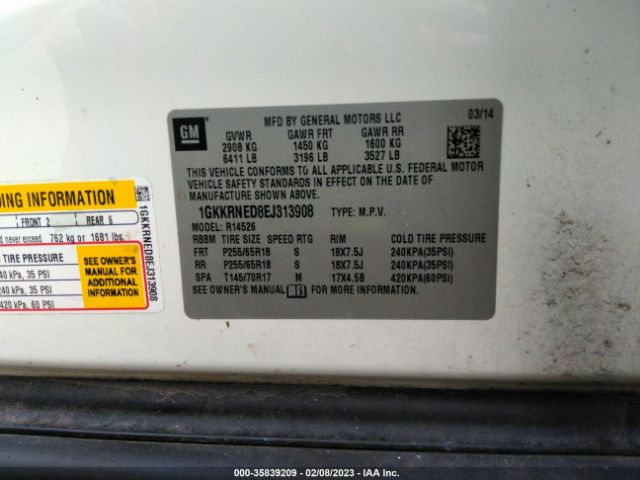 GM
MFD BY GENERAL MOTORS LLC
03/14
GVWR GAWR FRT GAWR RR
2908 KG 1450 KG 1600 KG
6411 LB 3196 LB 3527 LB
THIS VEHICLE CONFORMS TO ALL APPLICABLE U.S. FEDERAL MOTOR
VEHICLE SAFETY STANDARDS IN EFFECT ON THE DATE OF
MANUFACTURE SHOWN ABOVE.
1GKKRNED8EJ313908 TYPE: M.P.V.
MODEL: R14526
RBBM TIRE SIZE SPEED RTG RIM COLD TIRE PRESSURE
FRT P255/65R18 S 18X7.5J 240KPA(35PSI)
RR P255/65R18 S 18X7.5J 240KPA(35PSI)
SPA T145/70R17 M 17X4.5B 420KPA(60PSI)
SEE OWNER'S MANUAL FOR MORE INFORMATION
DING INFORMATION
FRONT 2 REAR 6
never exceed 762 kg or 1681 lbs.
TIRE PRESSURE
240 kPa, 35 PSI
240 kPa, 35 PSI
420 kPa, 60 PSI
SEE OWNER'S
MANUAL FOR
ADDITIONAL
INFORMATION
1GKKRNED8EJ313908
000-35839209 - 02/08/2023 - IAA Inc.